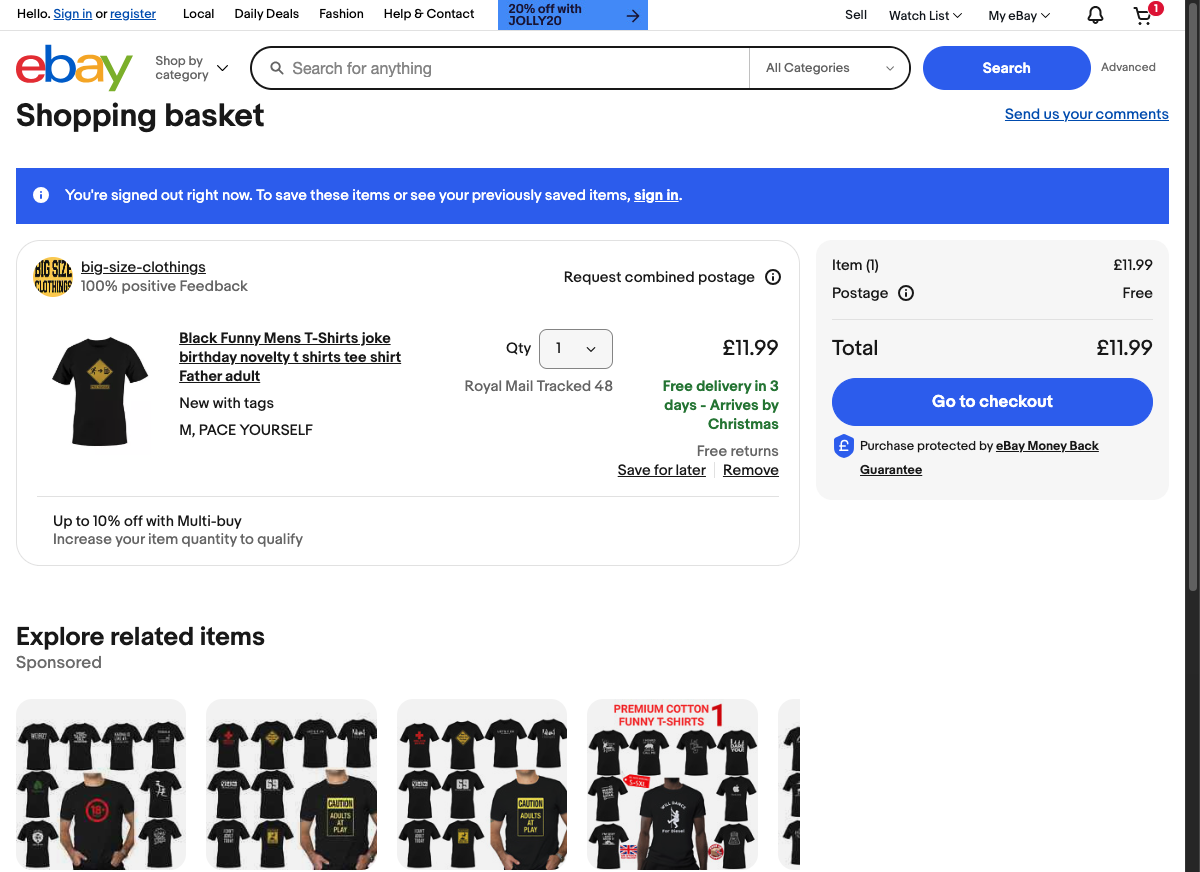 Hello. Sign in or register
Local
Daily Deals
Fashion
Help & Contact
20% off with
JOLLY20
Sell
Watch List
My eBay
1
ebay
Shop by
category
Search for anything
All Categories
Search
Advanced
Shopping basket
Send us your comments
You're signed out right now. To save these items or see your previously saved items, sign in.
BIG SIZE
CLOTHINGS
big-size-clothings
100% positive Feedback
Request combined postage
Black Funny Mens T-Shirts joke
birthday novelty t shirts tee shirt
Father adult
New with tags
M, PACE YOURSELF
Qty
1
£11.99
Royal Mail Tracked 48
Free delivery in 3
days - Arrives by
Christmas
Free returns
Save for later
Remove
Up to 10% off with Multi-buy
Increase your item quantity to qualify
Item (1)
£11.99
Postage
Free
Total
£11.99
Go to checkout
£
Purchase protected by eBay Money Back
Guarantee
Explore related items
Sponsored
18+
69
CAUTION
ADULTS
AT
PLAY
69
CAUTION
ADULTS
AT
PLAY
PREMIUM COTTON
FUNNY T-SHIRTS
1
S-5XL
WILL DANCE
For Steve!